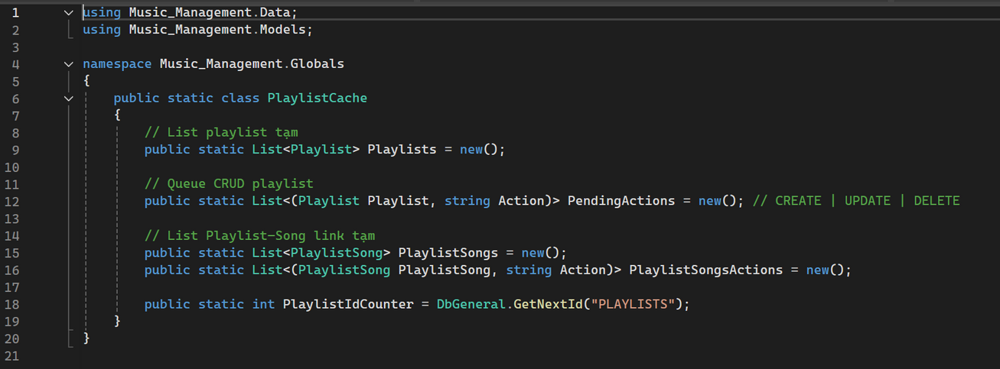 1 using Music_Management.Data;
2 using Music_Management.Models;
3
4 namespace Music_Management.Globals
5 {
6 public static class PlaylistCache
7 {
8 // List playlist tạm
9 public static List<Playlist> Playlists = new();
10
11 // Queue CRUD playlist
12 public static List<(Playlist Playlist, string Action)> PendingActions = new(); // CREATE | UPDATE | DELETE
13
14 // List Playlist-Song link tạm
15 public static List<PlaylistSong> PlaylistSongs = new();
16 public static List<(PlaylistSong PlaylistSong, string Action)> PlaylistSongsActions = new();
17
18 public static int PlaylistIdCounter = DbGeneral.GetNextId("PLAYLISTS");
19 }
20 }
21